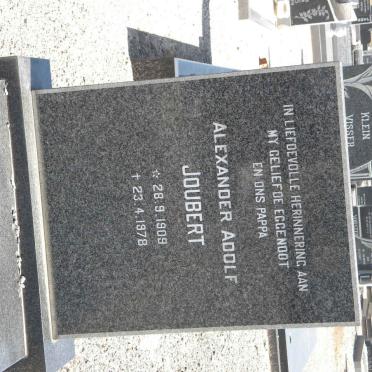 IN LIEFDEVOLLE HERINNERING AAN
MY GELIEFDE EGGENOOT
EN ONS PAPPA
ALEXANDER ADOLF
JOUBERT
☆ 28.9.1909
✝ 23.4.1978
KLEIN
VISSER